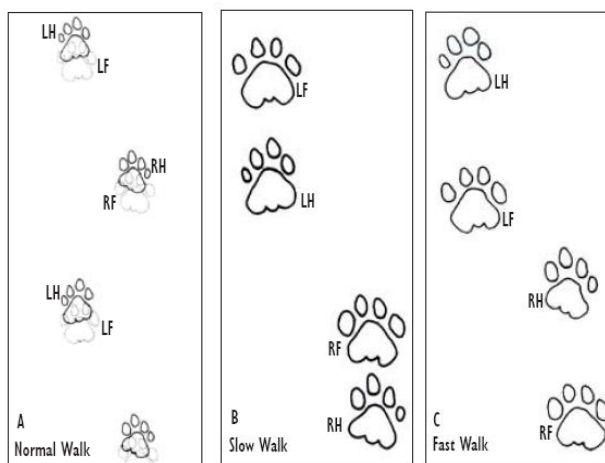 LH
LF
RH
RF
LH
LF
A
Normal Walk
LF
LH
RF
RH
B
Slow Walk
LH
LF
RH
RF
C
Fast Walk